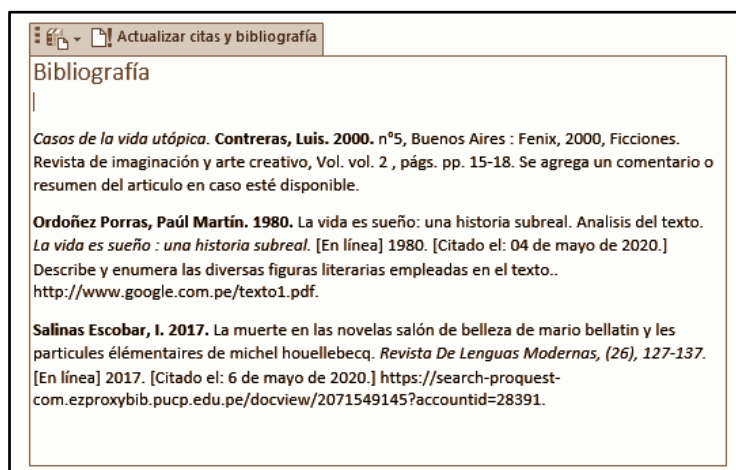 Actualizar citas y bibliografía
Bibliografía
Casos de la vida utópica. Contreras, Luis. 2000. n°5, Buenos Aires : Fenix, 2000, Ficciones.
Revista de imaginación y arte creativo, Vol. vol. 2 , págs. pp. 15-18. Se agrega un comentario o
resumen del articulo en caso esté disponible.
Ordoñez Porras, Paúl Martín. 1980. La vida es sueño: una historia subreal. Analisis del texto.
La vida es sueño : una historia subreal. [En línea] 1980. [Citado el: 04 de mayo de 2020.]
Describe y enumera las diversas figuras literarias empleadas en el texto..
http://www.google.com.pe/texto1.pdf.
Salinas Escobar, I. 2017. La muerte en las novelas salón de belleza de mario bellatin y les
particules élémentaires de michel houellebecq. Revista De Lenguas Modernas, (26), 127-137.
[En línea] 2017. [Citado el: 6 de mayo de 2020.] https://search-proquest-
com.ezproxybib.pucp.edu.pe/docview/2071549145?accountid=28391.